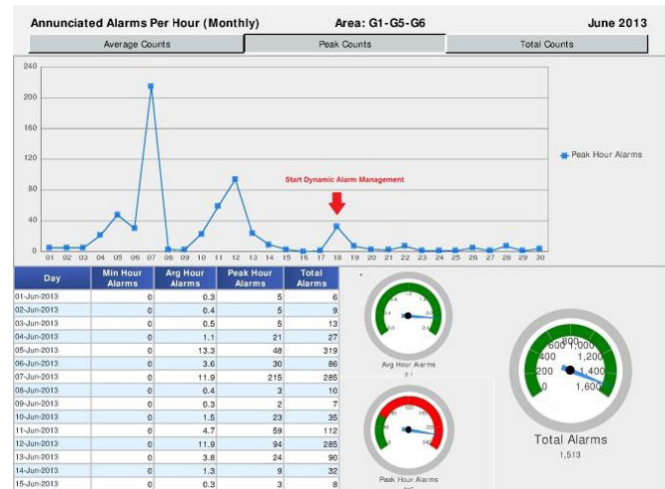 Annunciated Alarms Per Hour (Monthly) Area: G1-G5-G6 June 2013
Average Counts Peak Counts Total Counts
240
200
160
120
80
40
0
Start Dynamic Alarm Management
Peak Hour Alarms
01 02 03 04 05 06 07 08 09 10 11 12 13 14 15 16 17 18 19 20 21 22 23 24 25 26 27 28 29 30
Day Min Hour Alarms Avg Hour Alarms Peak Hour Alarms Total Alarms
01-Jun-2013 0 0.3 5 6
02-Jun-2013 0 0.4 5 9
03-Jun-2013 0 0.5 5 13
04-Jun-2013 0 1.1 21 27
05-Jun-2013 0 13.3 48 319
06-Jun-2013 0 3.6 30 86
07-Jun-2013 0 11.9 215 285
08-Jun-2013 0 0.4 3 10
09-Jun-2013 0 0.3 2 7
10-Jun-2013 0 1.5 23 35
11-Jun-2013 0 4.7 59 112
12-Jun-2013 0 11.9 94 285
13-Jun-2013 0 3.8 24 90
14-Jun-2013 0 1.3 9 32
15-Jun-2013 0 0.3 3 8
Avg Hour Alarms
2.1
Peak Hour Alarms
0 200 400 600 800 1,000 1,200 1,400 1,600
Total Alarms
1,513